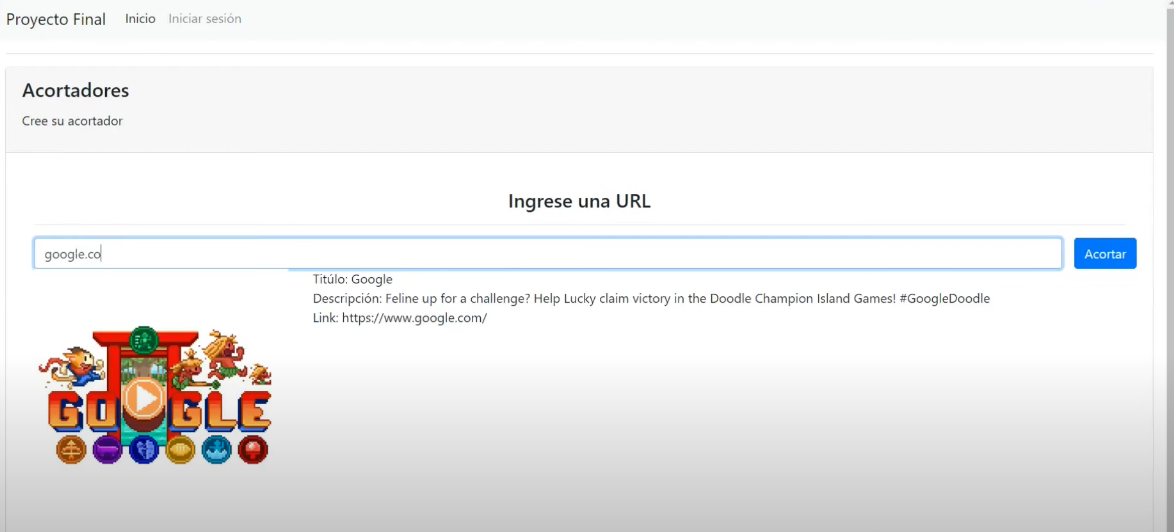 Proyecto Final Inicio Iniciar sesión
Acortadores
Cree su acortador
Ingrese una URL
google.co Acortar
Titúlo: Google
Descripción: Feline up for a challenge? Help Lucky claim victory in the Doodle Champion Island Games! #GoogleDoodle
Link: https://www.google.com/
GOOGLE